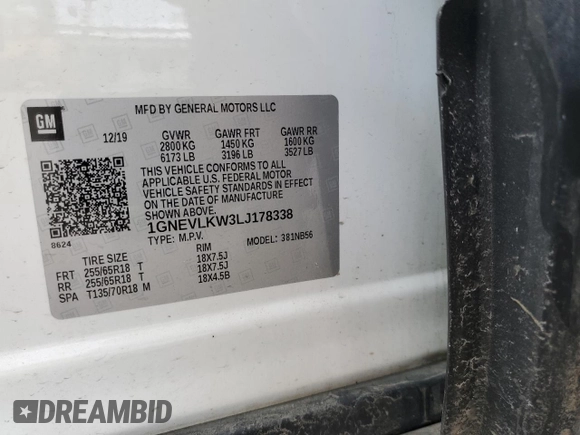 GM
MFD BY GENERAL MOTORS LLC
12/19 GVWR GAWR FRT GAWR RR
2800 KG 1450 KG 1600 KG
6173 LB 3196 LB 3527 LB
THIS VEHICLE CONFORMS TO ALL
APPLICABLE U.S. FEDERAL MOTOR
VEHICLE SAFETY STANDARDS IN EFFECT
ON THE DATE OF MANUFACTURE
SHOWN ABOVE.
1GNEVLKW3LJ178338
8624
TYPE: M.P.V. MODEL: 381NB56
TIRE SIZE RIM
FRT 255/65R18 T 18X7.5J
RR 255/65R18 T 18X7.5J
SPA T135/70R18 M 18X4.5B
DREAMBID